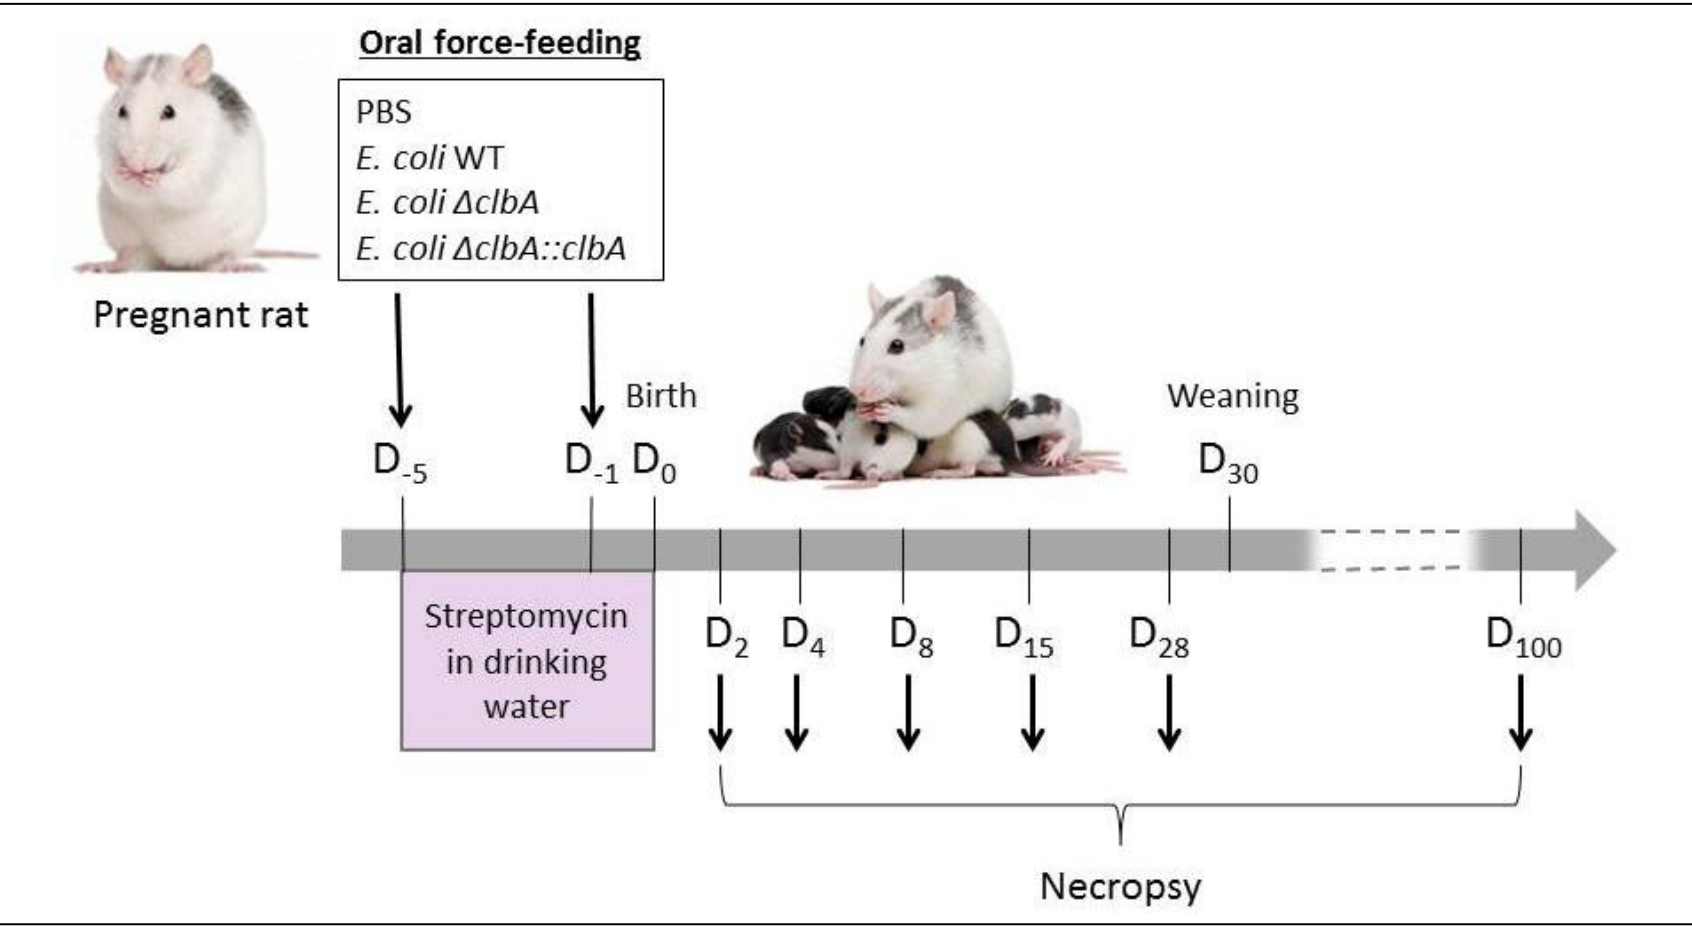 Oral force-feeding
PBS
E. coli WT
E. coli ΔclbA
E. coli ΔclbA::clbA
Pregnant rat
Birth
Weaning
D-5
D-1 D0
D30
Streptomycin
in drinking
water
D2 D4 D8 D15 D28 D100
Necropsy